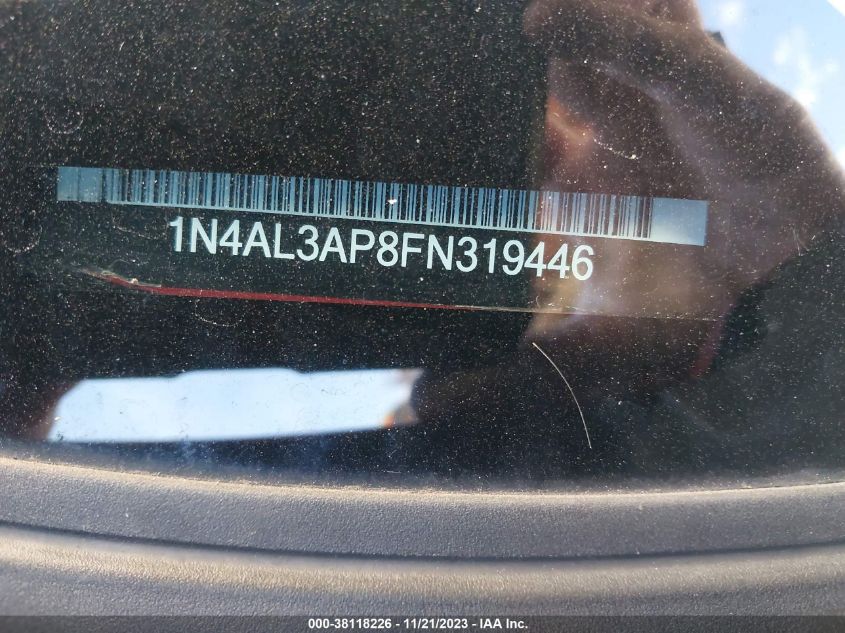 1N4AL3AP8FN319446
000-38118226 - 11/21/2023 - IAA Inc.